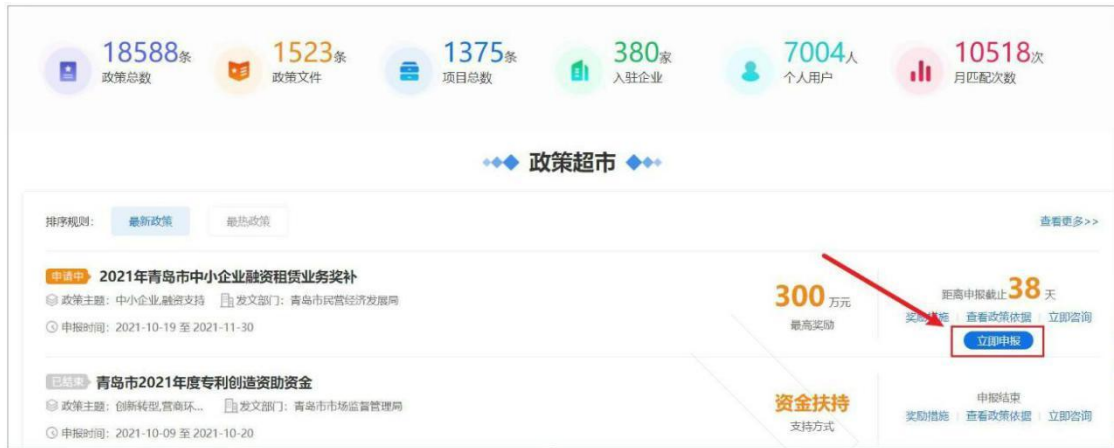 18588条
政策总数
1523条
政策文件
1375条
项目总数
380家
入驻企业
7004人
个人用户
10518次
月匹配次数
政策超市
排序规则： 最新政策 最热政策 查看更多>>
申请中 2021年青岛市中小企业融资租赁业务奖补
政策主题：中小企业,融资支持 发文部门：青岛市民营经济发展局
申报时间：2021-10-19 至 2021-11-30
300 万元
最高奖励
距离申报截止38 天
奖励措施 查看政策依据 立即咨询
立即申报
已结束 青岛市2021年度专利创造资助资金
政策主题：创新转型,营商环... 发文部门：青岛市市场监督管理局
申报时间：2021-10-09 至 2021-10-20
资金扶持
支持方式
申报结束
奖励措施 查看政策依据 立即咨询